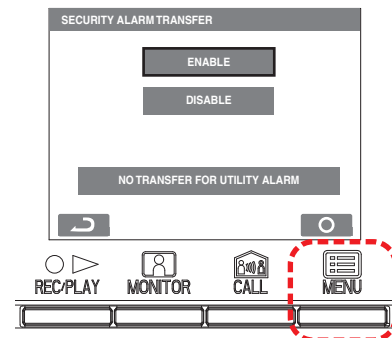 SECURITY ALARM TRANSFER
ENABLE
DISABLE
NO TRANSFER FOR UTILITY ALARM
REC/PLAY MONITOR CALL MENU